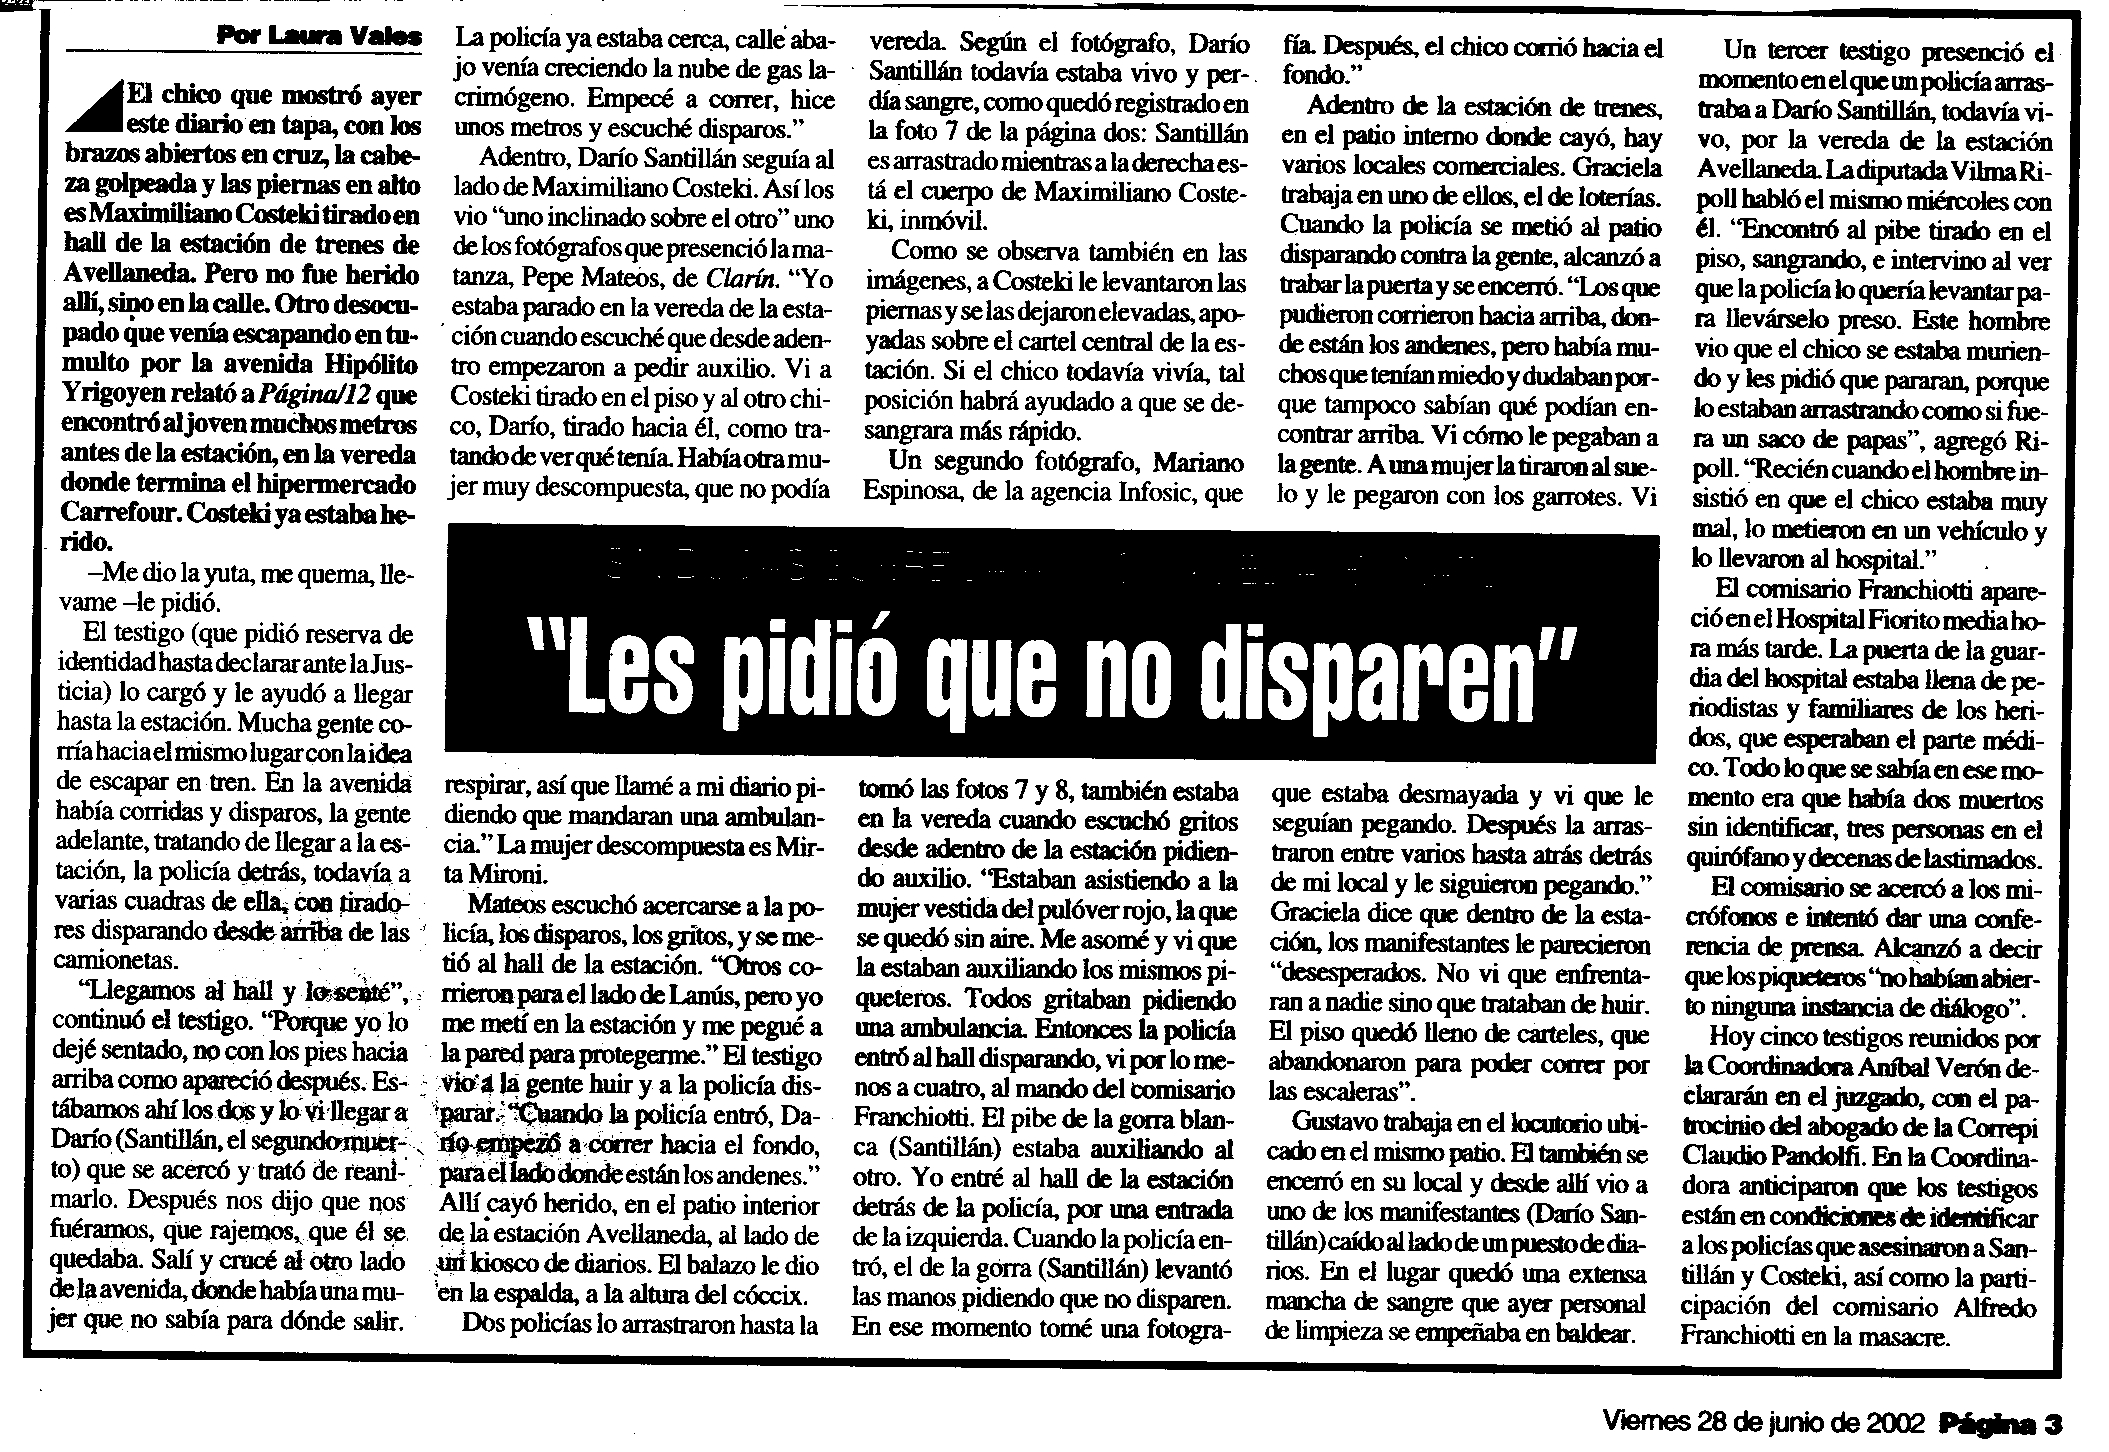 Por Laura Vales
El chico que mostró ayer
este diario en tapa, con los
brazos abiertos en cruz, la cabe-
za golpeada y las piernas en alto
es Maximiliano Costeki tirado en
hall de la estación de trenes de
Avellaneda. Pero no fue herido
allí, sino en la calle. Otro desocu-
pado que venía escapando en tu-
multo por la avenida Hipólito
Yrigoyen relató a Página/12 que
encontró al joven muchos metros
antes de la estación, en la vereda
donde termina el hipermercado
Carrefour. Costeki ya estaba he-
rido.
–Me dio la yuta, me quema, lle-
vame –le pidió.
El testigo (que pidió reserva de
identidad hasta declarar ante la Jus-
ticia) lo cargó y le ayudó a llegar
hasta la estación. Mucha gente co-
rría hacia el mismo lugar con la idea
de escapar en tren. En la avenida
había corridas y disparos, la gente
adelante, tratando de llegar a la es-
tación, la policía detrás, todavía a
varias cuadras de ella, con tirado-
res disparando desde arriba de las
camionetas.
"Llegamos al hall y lo senté",
continuó el testigo. "Porque yo lo
dejé sentado, no con los pies hacia
arriba como apareció después. Es-
tábamos ahí los dos y lo vi llegar a
Darío (Santillán, el segundo muer-
to) que se acercó y trató de reani-
marlo. Después nos dijo que nos
fuéramos, que rajemos, que él se
quedaba. Salí y crucé al otro lado
de la avenida, donde había una mu-
jer que no sabía para dónde salir.
La policía ya estaba cerca, calle aba-
jo venía creciendo la nube de gas la-
crimógeno. Empecé a correr, hice
unos metros y escuché disparos."
Adentro, Darío Santillán seguía al
lado de Maximiliano Costeki. Así los
vio "uno inclinado sobre el otro" uno
de los fotógrafos que presenció la ma-
tanza, Pepe Mateos, de Clarín. "Yo
estaba parado en la vereda de la esta-
ción cuando escuché que desde aden-
tro empezaron a pedir auxilio. Vi a
Costeki tirado en el piso y al otro chi-
co, Darío, tirado hacia él, como tra-
tando de ver qué tenía. Había otra mu-
jer muy descompuesta, que no podía
"Les pidió que no disparen"
respirar, así que llamé a mi diario pi-
diendo que mandaran una ambulan-
cia." La mujer descompuesta es Mir-
ta Mironi.
Mateos escuchó acercarse a la po-
licía, los disparos, los gritos, y se me-
tió al hall de la estación. "Otros co-
rrieron para el lado de Lanús, pero yo
me metí en la estación y me pegué a
la pared para protegerme." El testigo
vio a la gente huir y a la policía dis-
parar. "Cuando la policía entró, Da-
río empezó a correr hacia el fondo,
para el lado donde están los andenes."
Allí cayó herido, en el patio interior
de la estación Avellaneda, al lado de
un kiosco de diarios. El balazo le dio
en la espalda, a la altura del cóccix.
Dos policías lo arrastraron hasta la
vereda. Según el fotógrafo, Darío
Santillán todavía estaba vivo y per-
día sangre, como quedó registrado en
la foto 7 de la página dos: Santillán
es arrastrado mientras a la derecha es-
tá el cuerpo de Maximiliano Coste-
ki, inmóvil.
Como se observa también en las
imágenes, a Costeki le levantaron las
piernas y se las dejaron elevadas, apo-
yadas sobre el cartel central de la es-
tación. Si el chico todavía vivía, tal
posición habrá ayudado a que se de-
sangrara más rápido.
Un segundo fotógrafo, Mariano
Espinosa, de la agencia Infosic, que
tomó las fotos 7 y 8, también estaba
en la vereda cuando escuchó gritos
desde adentro de la estación pidien-
do auxilio. "Estaban asistiendo a la
mujer vestida del pulóver rojo, la que
se quedó sin aire. Me asomé y vi que
la estaban auxiliando los mismos pi-
queteros. Todos gritaban pidiendo
una ambulancia. Entonces la policía
entró al hall disparando, vi por lo me-
nos a cuatro, al mando del comisario
Franchiotti. El pibe de la gorra blan-
ca (Santillán) estaba auxiliando al
otro. Yo entré al hall de la estación
detrás de la policía, por una entrada
de la izquierda. Cuando la policía en-
tró, el de la gorra (Santillán) levantó
las manos pidiendo que no disparen.
En ese momento tomé una fotogra-
fía. Después, el chico corrió hacia el
fondo."
Adentro de la estación de trenes,
en el patio interno donde cayó, hay
varios locales comerciales. Graciela
trabaja en uno de ellos, el de loterías.
Cuando la policía se metió al patio
disparando contra la gente, alcanzó a
trabar la puerta y se encerró. "Los que
pudieron corrieron hacia arriba, don-
de están los andenes, pero había mu-
chos que tenían miedo y dudaban por-
que tampoco sabían qué podían en-
contrar arriba. Vi cómo le pegaban a
la gente. A una mujer la tiraron al sue-
lo y le pegaron con los garrotes. Vi
que estaba desmayada y vi que le
seguían pegando. Después la arras-
traron entre varios hasta atrás detrás
de mi local y le siguieron pegando."
Graciela dice que dentro de la esta-
ción, los manifestantes le parecieron
"desesperados. No vi que enfrenta-
ran a nadie sino que trataban de huir.
El piso quedó lleno de carteles, que
abandonaron para poder correr por
las escaleras".
Gustavo trabaja en el locutorio ubi-
cado en el mismo patio. El también se
encerró en su local y desde allí vio a
uno de los manifestantes (Darío San-
tillán) caído al lado de un puesto de dia-
rios. En el lugar quedó una extensa
mancha de sangre que ayer personal
de limpieza se empeñaba en baldear.
Un tercer testigo presenció el
momento en el que un policía arras-
traba a Darío Santillán, todavía vi-
vo, por la vereda de la estación
Avellaneda. La diputada Vilma Ri-
poll habló el mismo miércoles con
él. "Encontró al pibe tirado en el
piso, sangrando, e intervino al ver
que la policía lo quería levantar pa-
ra llevárselo preso. Este hombre
vio que el chico se estaba murien-
do y les pidió que pararan, porque
lo estaban arrastrando como si fue-
ra un saco de papas", agregó Ri-
poll. "Recién cuando el hombre in-
sistió en que el chico estaba muy
mal, lo metieron en un vehículo y
lo llevaron al hospital."
El comisario Franchiotti apare-
ció en el Hospital Fiorito media ho-
ra más tarde. La puerta de la guar-
dia del hospital estaba llena de pe-
riodistas y familiares de los heri-
dos, que esperaban el parte médi-
co. Todo lo que se sabía en ese mo-
mento era que había dos muertos
sin identificar, tres personas en el
quirófano y decenas de lastimados.
El comisario se acercó a los mi-
crófonos e intentó dar una confe-
rencia de prensa. Alcanzó a decir
que los piqueteros "no habían abier-
to ninguna instancia de diálogo".
Hoy cinco testigos reunidos por
la Coordinadora Aníbal Verón de-
clararán en el juzgado, con el pa-
trocinio del abogado de la Correpi
Claudio Pandolfi. En la Coordina-
dora anticiparon que los testigos
están en condiciones de identificar
a los policías que asesinaron a San-
tillán y Costeki, así como la parti-
cipación del comisario Alfredo
Franchiotti en la masacre.
Viernes 28 de junio de 2002 Página 3